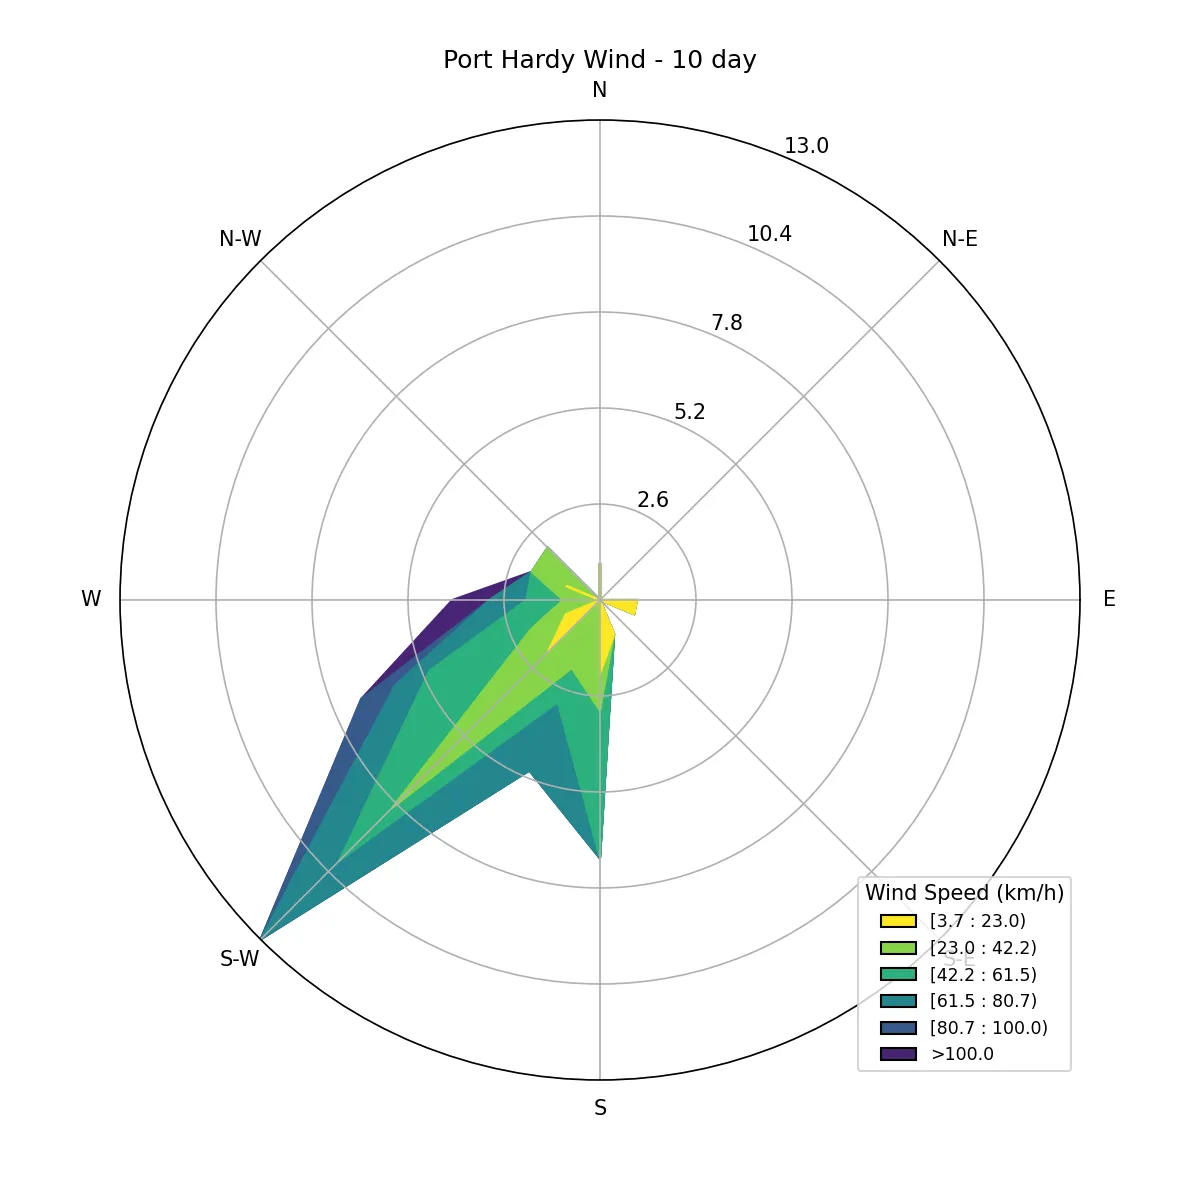 Port Hardy Wind - 10 day
N
13.0
N-W
N-E
10.4
7.8
5.2
2.6
W
E
S-W
S-E
S
Wind Speed (km/h)
[3.7 : 23.0)
[23.0 : 42.2)
[42.2 : 61.5)
[61.5 : 80.7)
[80.7 : 100.0)
>100.0